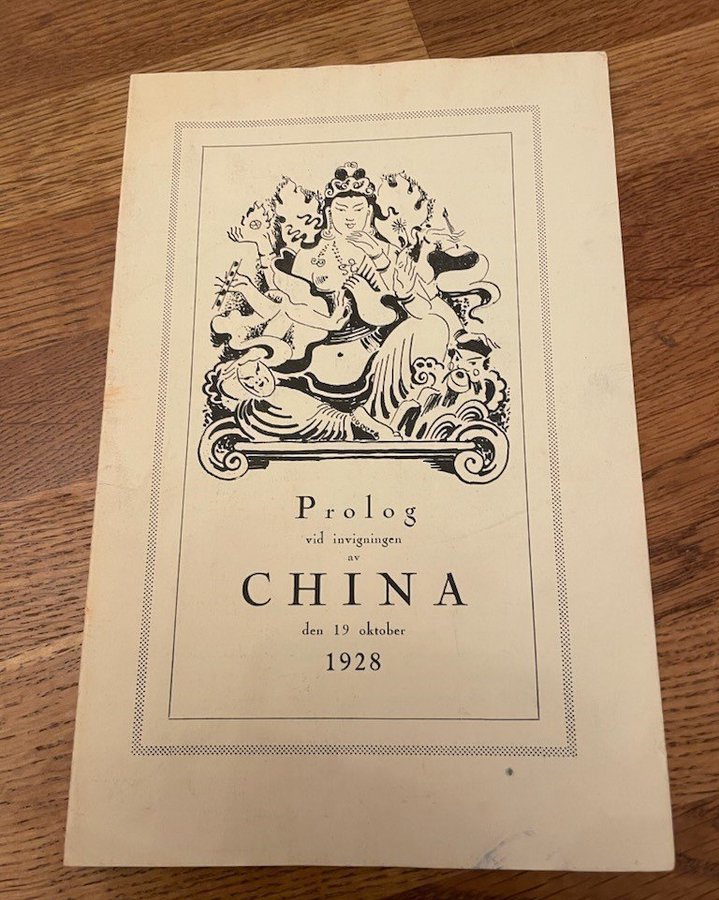 Prolog
vid invigningen
av
CHINA
den 19 oktober
1928